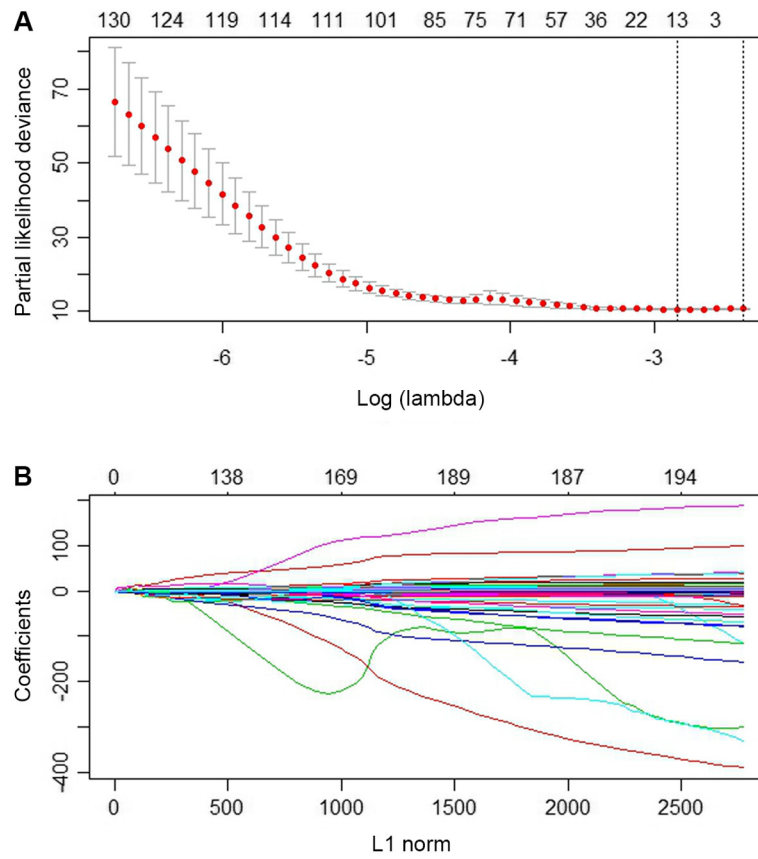 A
130 124 119 114 111 101 85 75 71 57 36 22 13 3
Partial likelihood deviance
70
50
30
10
-6 -5 -4 -3
Log (lambda)
B
0 138 169 189 187 194
Coefficients
100
0
-200
-400
0 500 1000 1500 2000 2500
L1 norm